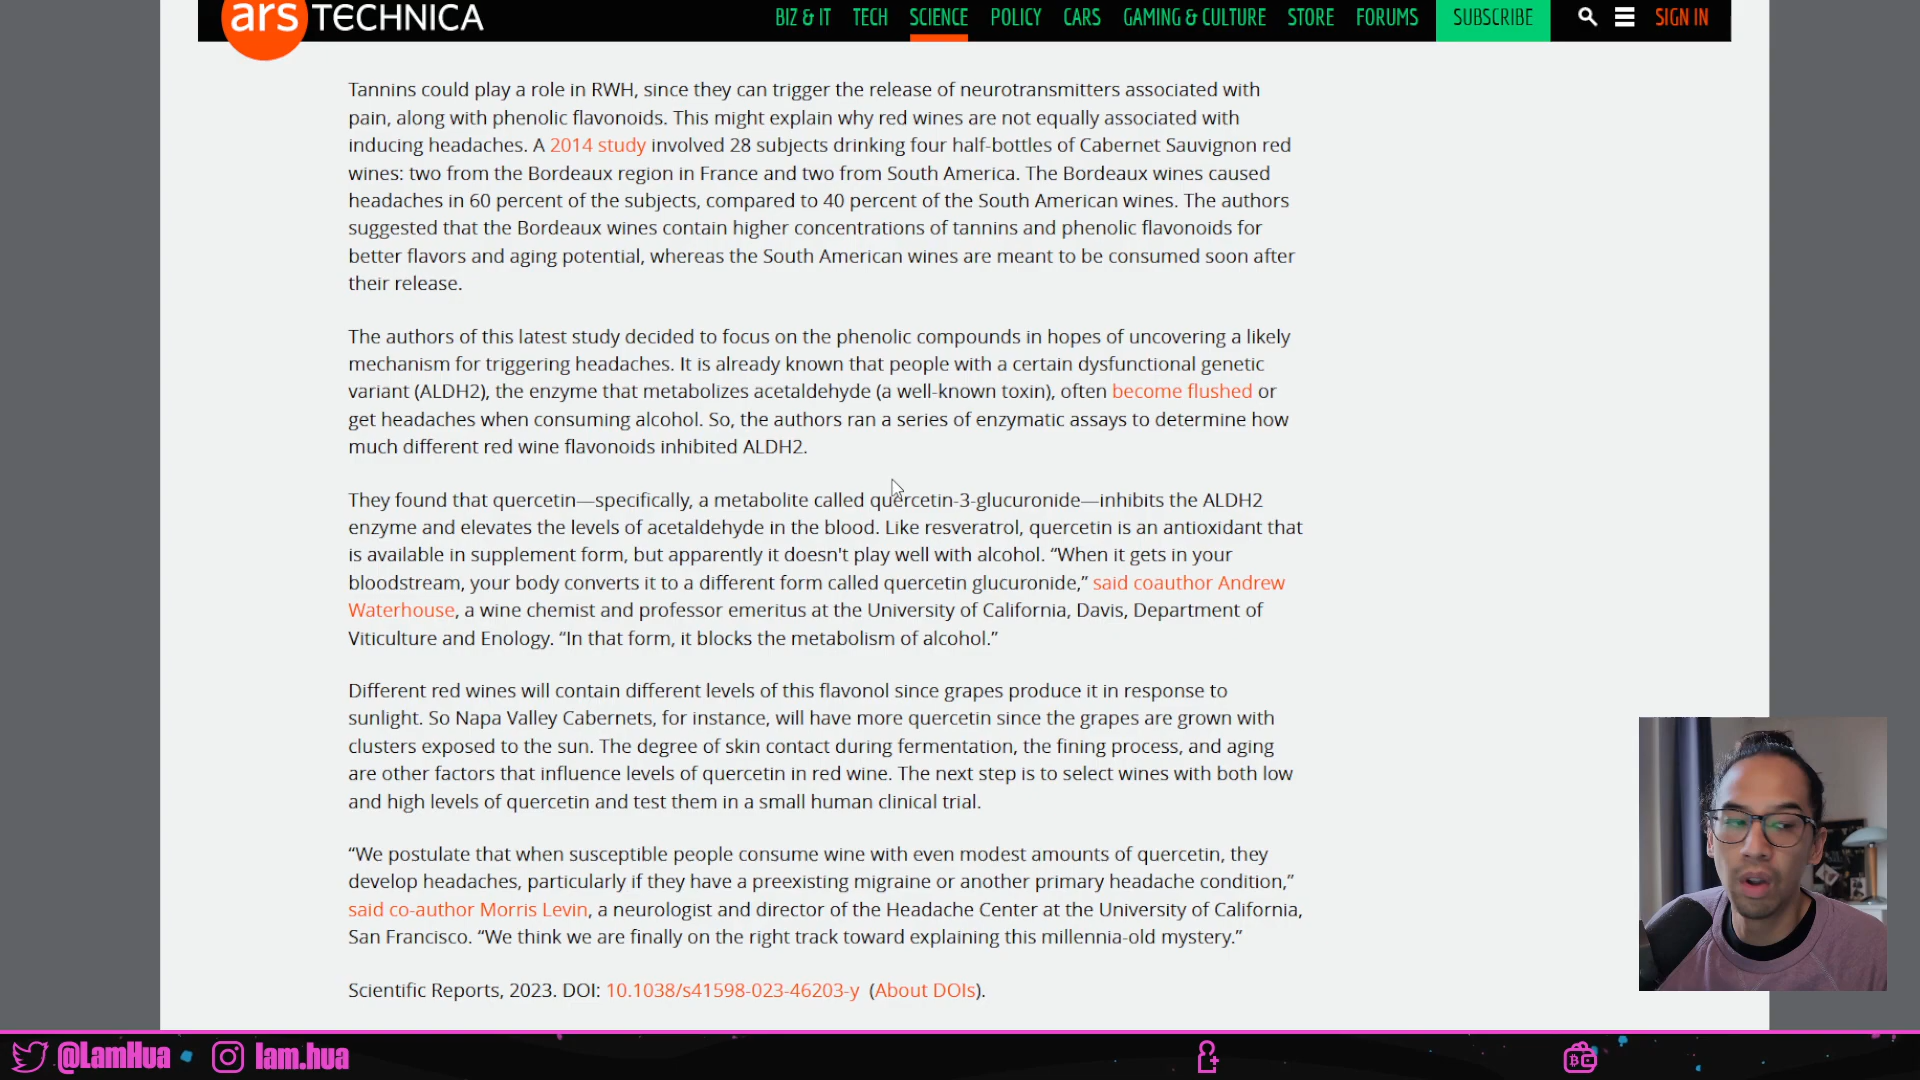 ars TECHNICA
BIZ & IT TECH SCIENCE POLICY CARS GAMING & CULTURE STORE FORUMS SUBSCRIBE SIGN IN
Tannins could play a role in RWH, since they can trigger the release of neurotransmitters associated with
pain, along with phenolic flavonoids. This might explain why red wines are not equally associated with
inducing headaches. A 2014 study involved 28 subjects drinking four half-bottles of Cabernet Sauvignon red
wines: two from the Bordeaux region in France and two from South America. The Bordeaux wines caused
headaches in 60 percent of the subjects, compared to 40 percent of the South American wines. The authors
suggested that the Bordeaux wines contain higher concentrations of tannins and phenolic flavonoids for
better flavors and aging potential, whereas the South American wines are meant to be consumed soon after
their release.
The authors of this latest study decided to focus on the phenolic compounds in hopes of uncovering a likely
mechanism for triggering headaches. It is already known that people with a certain dysfunctional genetic
variant (ALDH2), the enzyme that metabolizes acetaldehyde (a well-known toxin), often become flushed or
get headaches when consuming alcohol. So, the authors ran a series of enzymatic assays to determine how
much different red wine flavonoids inhibited ALDH2.
They found that quercetin—specifically, a metabolite called quercetin-3-glucuronide—inhibits the ALDH2
enzyme and elevates the levels of acetaldehyde in the blood. Like resveratrol, quercetin is an antioxidant that
is available in supplement form, but apparently it doesn't play well with alcohol. “When it gets in your
bloodstream, your body converts it to a different form called quercetin glucuronide,” said coauthor Andrew
Waterhouse, a wine chemist and professor emeritus at the University of California, Davis, Department of
Viticulture and Enology. “In that form, it blocks the metabolism of alcohol.”
Different red wines will contain different levels of this flavonol since grapes produce it in response to
sunlight. So Napa Valley Cabernets, for instance, will have more quercetin since the grapes are grown with
clusters exposed to the sun. The degree of skin contact during fermentation, the fining process, and aging
are other factors that influence levels of quercetin in red wine. The next step is to select wines with both low
and high levels of quercetin and test them in a small human clinical trial.
“We postulate that when susceptible people consume wine with even modest amounts of quercetin, they
develop headaches, particularly if they have a preexisting migraine or another primary headache condition,”
said co-author Morris Levin, a neurologist and director of the Headache Center at the University of California,
San Francisco. “We think we are finally on the right track toward explaining this millennia-old mystery.”
Scientific Reports, 2023. DOI: 10.1038/s41598-023-46203-y (About DOIs).
@LamHua lam.hua